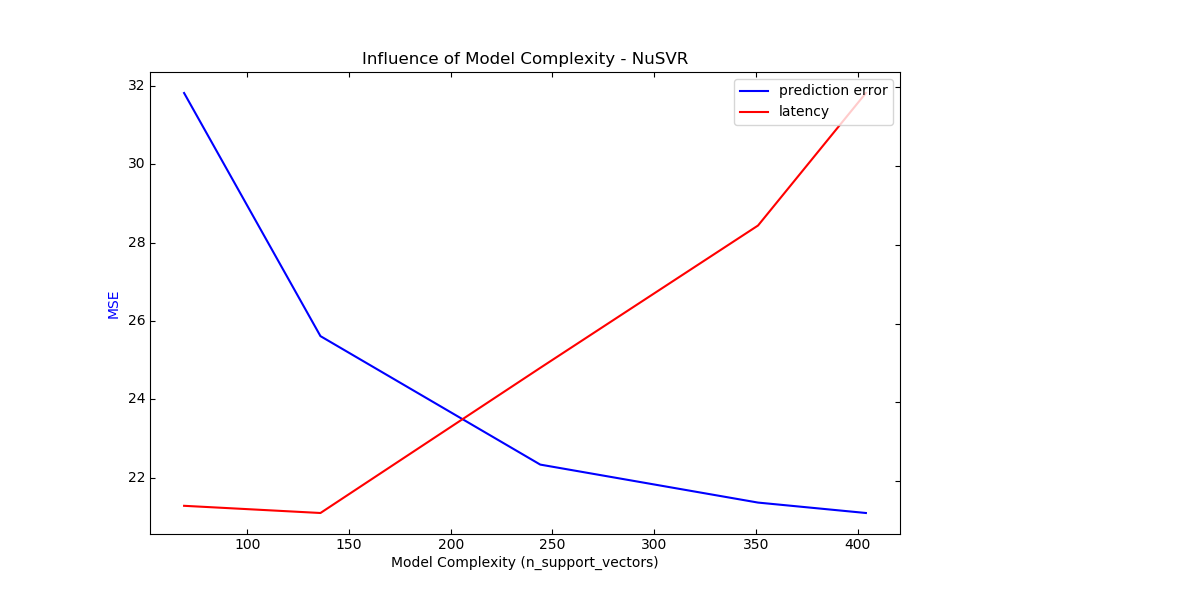 Influence of Model Complexity - NuSVR
prediction error
latency
32
30
28
26
24
22
MSE
100 150 200 250 300 350 400
Model Complexity (n_support_vectors)